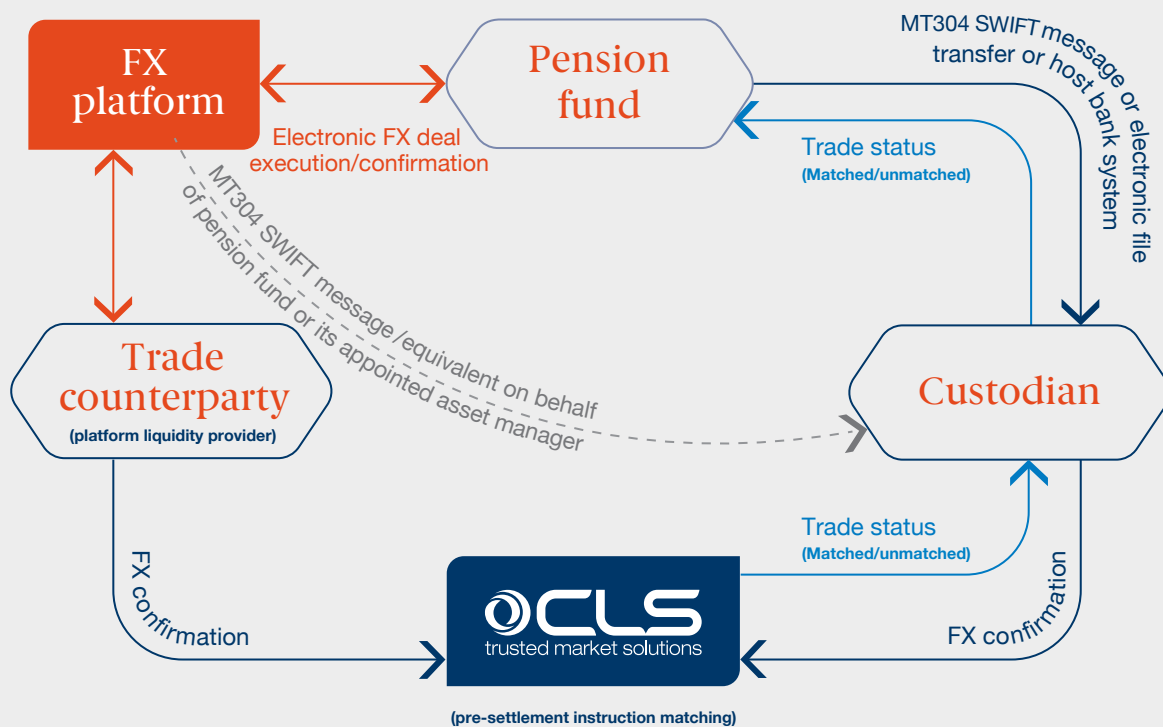 FX
platform
Pension
fund
MT304 SWIFT message or electronic file
transfer or host bank
system
Electronic FX deal
execution/confirmation
Trade status
(Matched/unmatched)
MT304 SWIFT message/equivalent on behalf
of pension fund or its appointed asset manager
Trade
counterparty
(platform liquidity provider)
Custodian
FX confirmation
Trade status
(Matched/unmatched)
FX confirmation
CLS
trusted market solutions
(pre-settlement instruction matching)